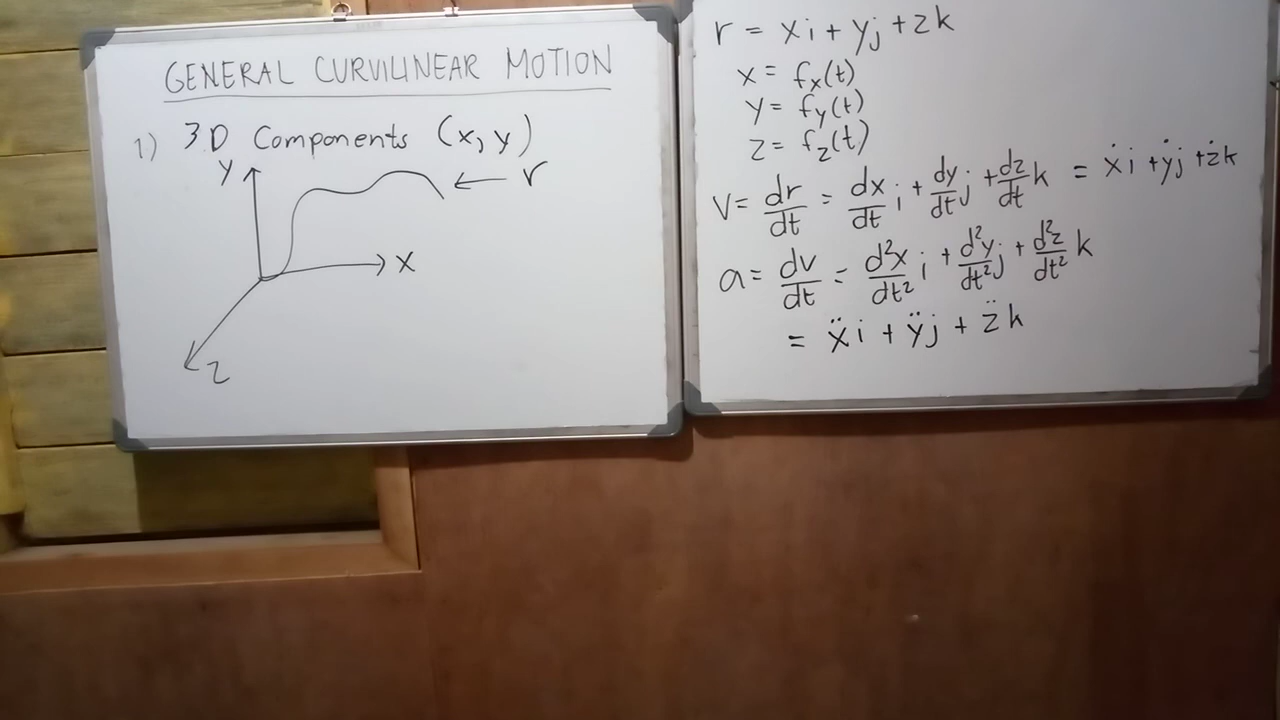 GENERAL CURVILINEAR MOTION
1) 3D Components (x, y)
y
r
x
z
r = xi + yj + zk
x = fx(t)
y = fy(t)
z = fz(t)
v = dr/dt = dx/dt i + dy/dt j + dz/dt k = ẋi + ẏj + żk
a = dv/dt = d²x/dt² i + d²y/dt² j + d²z/dt² k
= ẍi + ÿj + z̈k